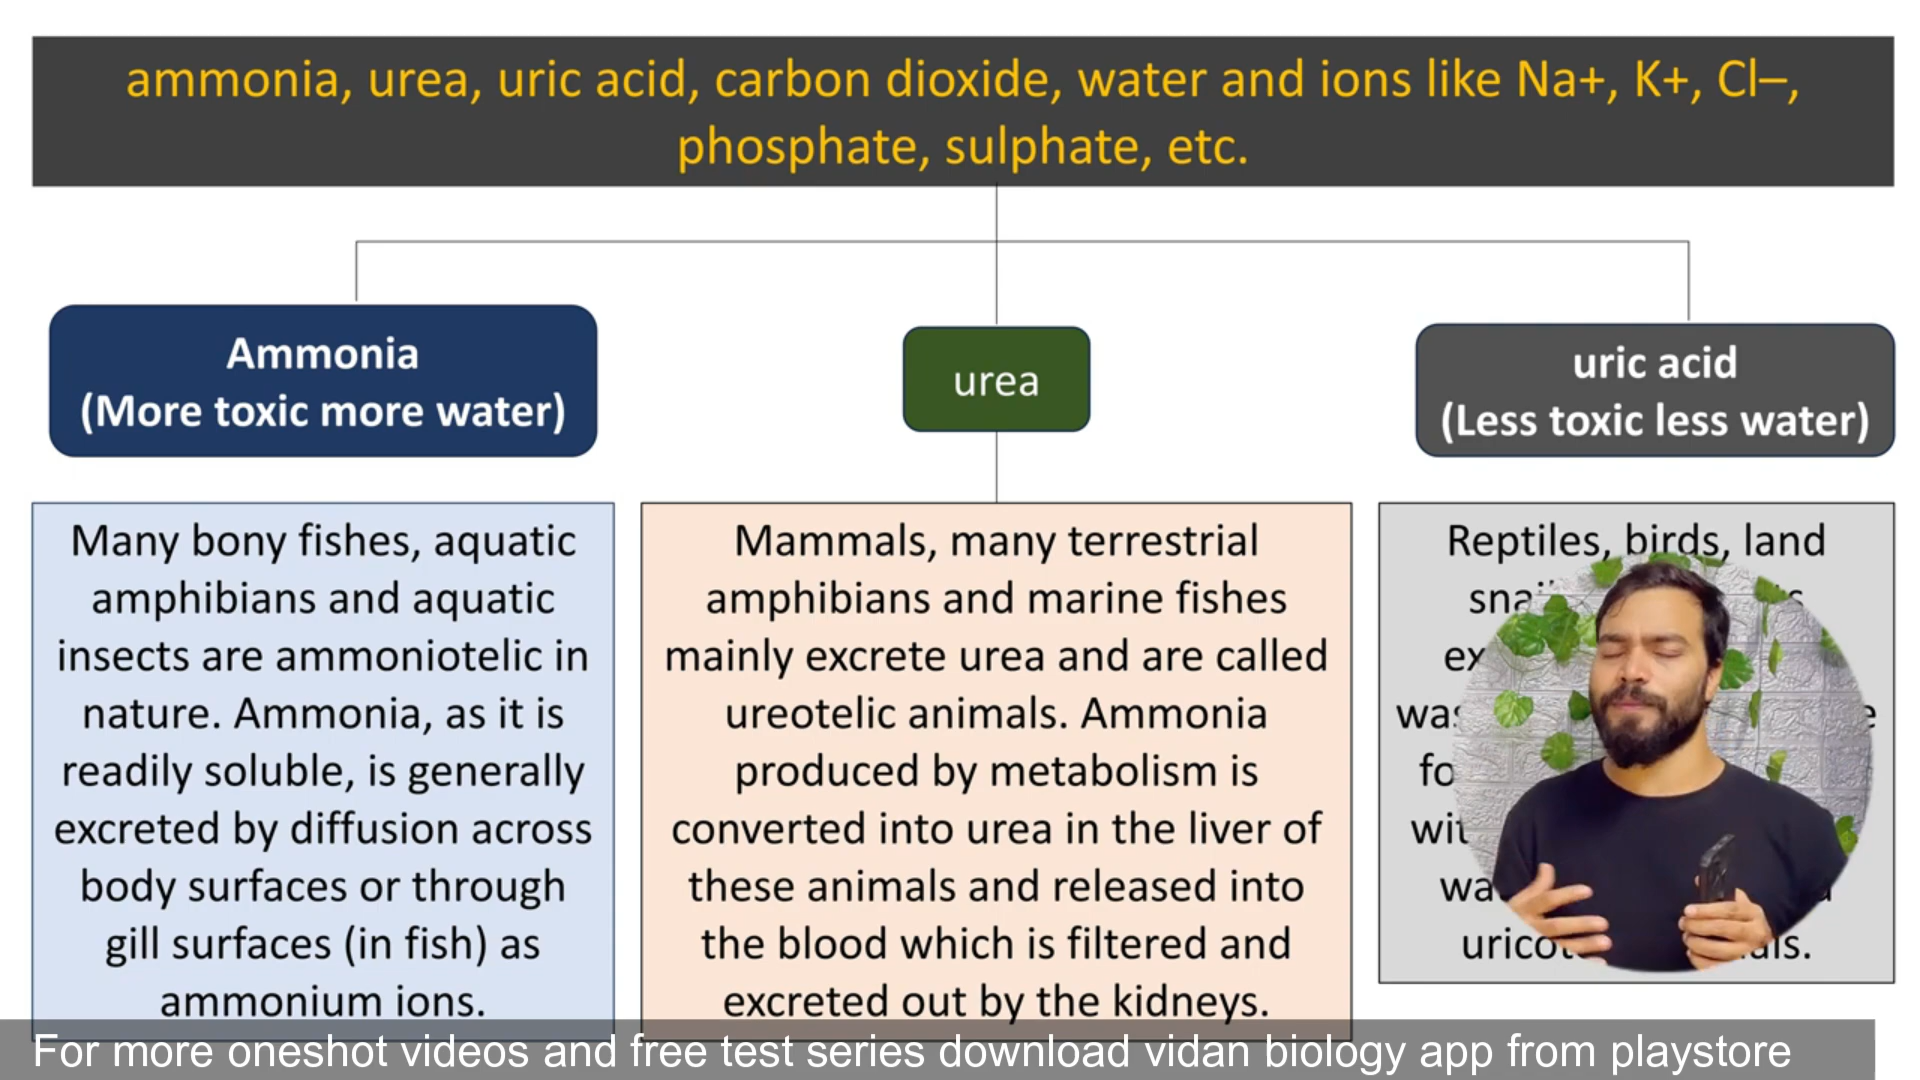 ammonia, urea, uric acid, carbon dioxide, water and ions like Na+, K+, Cl–,
phosphate, sulphate, etc.
Ammonia
(More toxic more water)
urea
uric acid
(Less toxic less water)
Many bony fishes, aquatic
amphibians and aquatic
insects are ammoniotelic in
nature. Ammonia, as it is
readily soluble, is generally
excreted by diffusion across
body surfaces or through
gill surfaces (in fish) as
ammonium ions.
Mammals, many terrestrial
amphibians and marine fishes
mainly excrete urea and are called
ureotelic animals. Ammonia
produced by metabolism is
converted into urea in the liver of
these animals and released into
the blood which is filtered and
excreted out by the kidneys.
Reptiles, birds, land
For more oneshot videos and free test series download vidan biology app from playstore